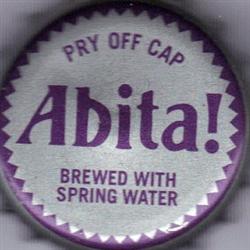 PRY OFF CAP
Abita!
BREWED WITH
SPRING WATER